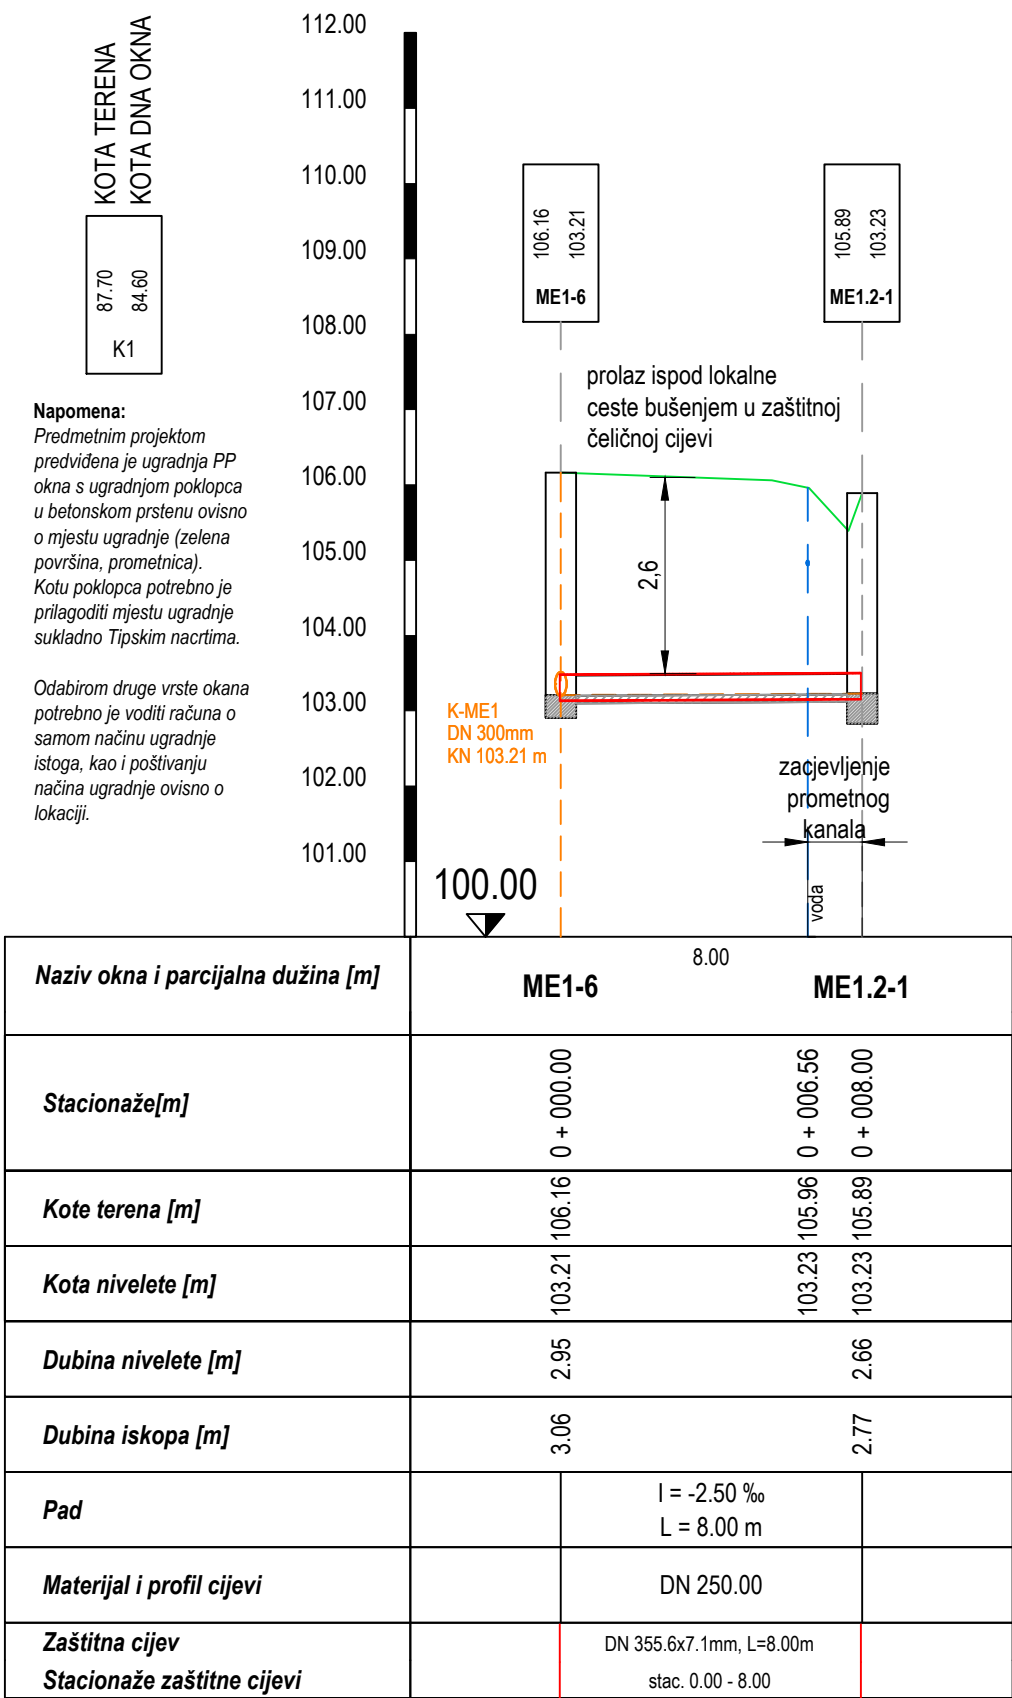 KOTA TERENA
KOTA DNA OKNA
87.70
84.60
K1
Napomena:
Predmetnim projektom
predviđena je ugradnja PP
okna s ugradnjom poklopca
u betonskom prstenu ovisno
o mjestu ugradnje (zelena
površina, prometnica).
Kotu poklopca potrebno je
prilagoditi mjestu ugradnje
sukladno Tipskim nacrtima.
Odabirom druge vrste okana
potrebno je voditi računa o
samom načinu ugradnje
istoga, kao i poštivanju
načina ugradnje ovisno o
lokaciji.
112.00
111.00
110.00
109.00
108.00
107.00
106.00
105.00
104.00
103.00
102.00
101.00
100.00
106.16
103.21
ME1-6
105.89
103.23
ME1.2-1
prolaz ispod lokalne
ceste bušenjem u zaštitnoj
čeličnoj cijevi
2,6
K-ME1
DN 300mm
KN 103.21 m
zacjevljenje
prometnog
kanala
voda
Naziv okna i parcijalna dužina [m]
8.00
ME1-6 ME1.2-1
Stacionaže[m]
0 + 000.00
0 + 006.56
0 + 008.00
Kote terena [m]
106.16
105.96
105.89
Kota nivelete [m]
103.21
103.23
103.23
Dubina nivelete [m]
2.95
2.66
Dubina iskopa [m]
3.06
2.77
Pad
I = -2.50 ‰
L = 8.00 m
Materijal i profil cijevi
DN 250.00
Zaštitna cijev
DN 355.6x7.1mm, L=8.00m
Stacionaže zaštitne cijevi
stac. 0.00 - 8.00